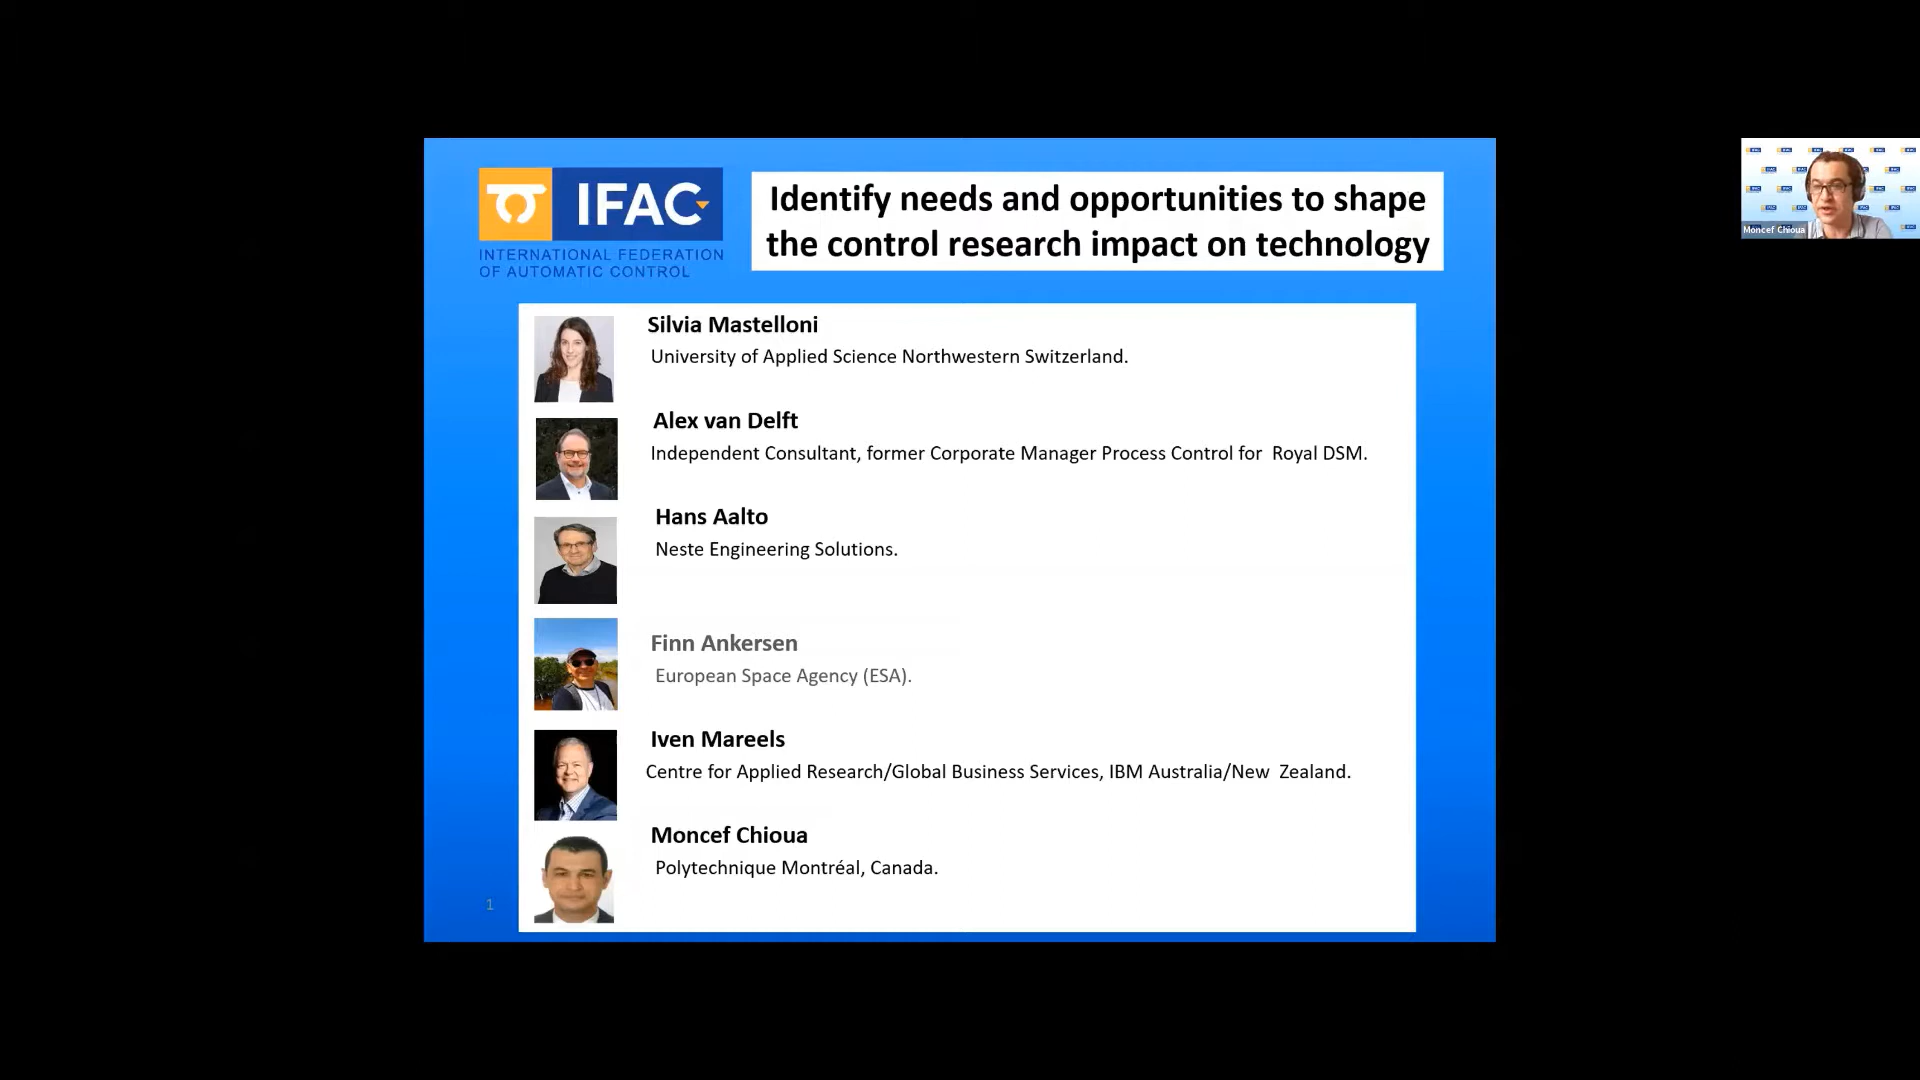 IFAC
INTERNATIONAL FEDERATION
OF AUTOMATIC CONTROL
Identify needs and opportunities to shape
the control research impact on technology
Silvia Mastelloni
University of Applied Science Northwestern Switzerland.
Alex van Delft
Independent Consultant, former Corporate Manager Process Control for Royal DSM.
Hans Aalto
Neste Engineering Solutions.
Finn Ankersen
European Space Agency (ESA).
Iven Mareels
Centre for Applied Research/Global Business Services, IBM Australia/New Zealand.
Moncef Chioua
Polytechnique Montréal, Canada.
1
Moncef Chioua